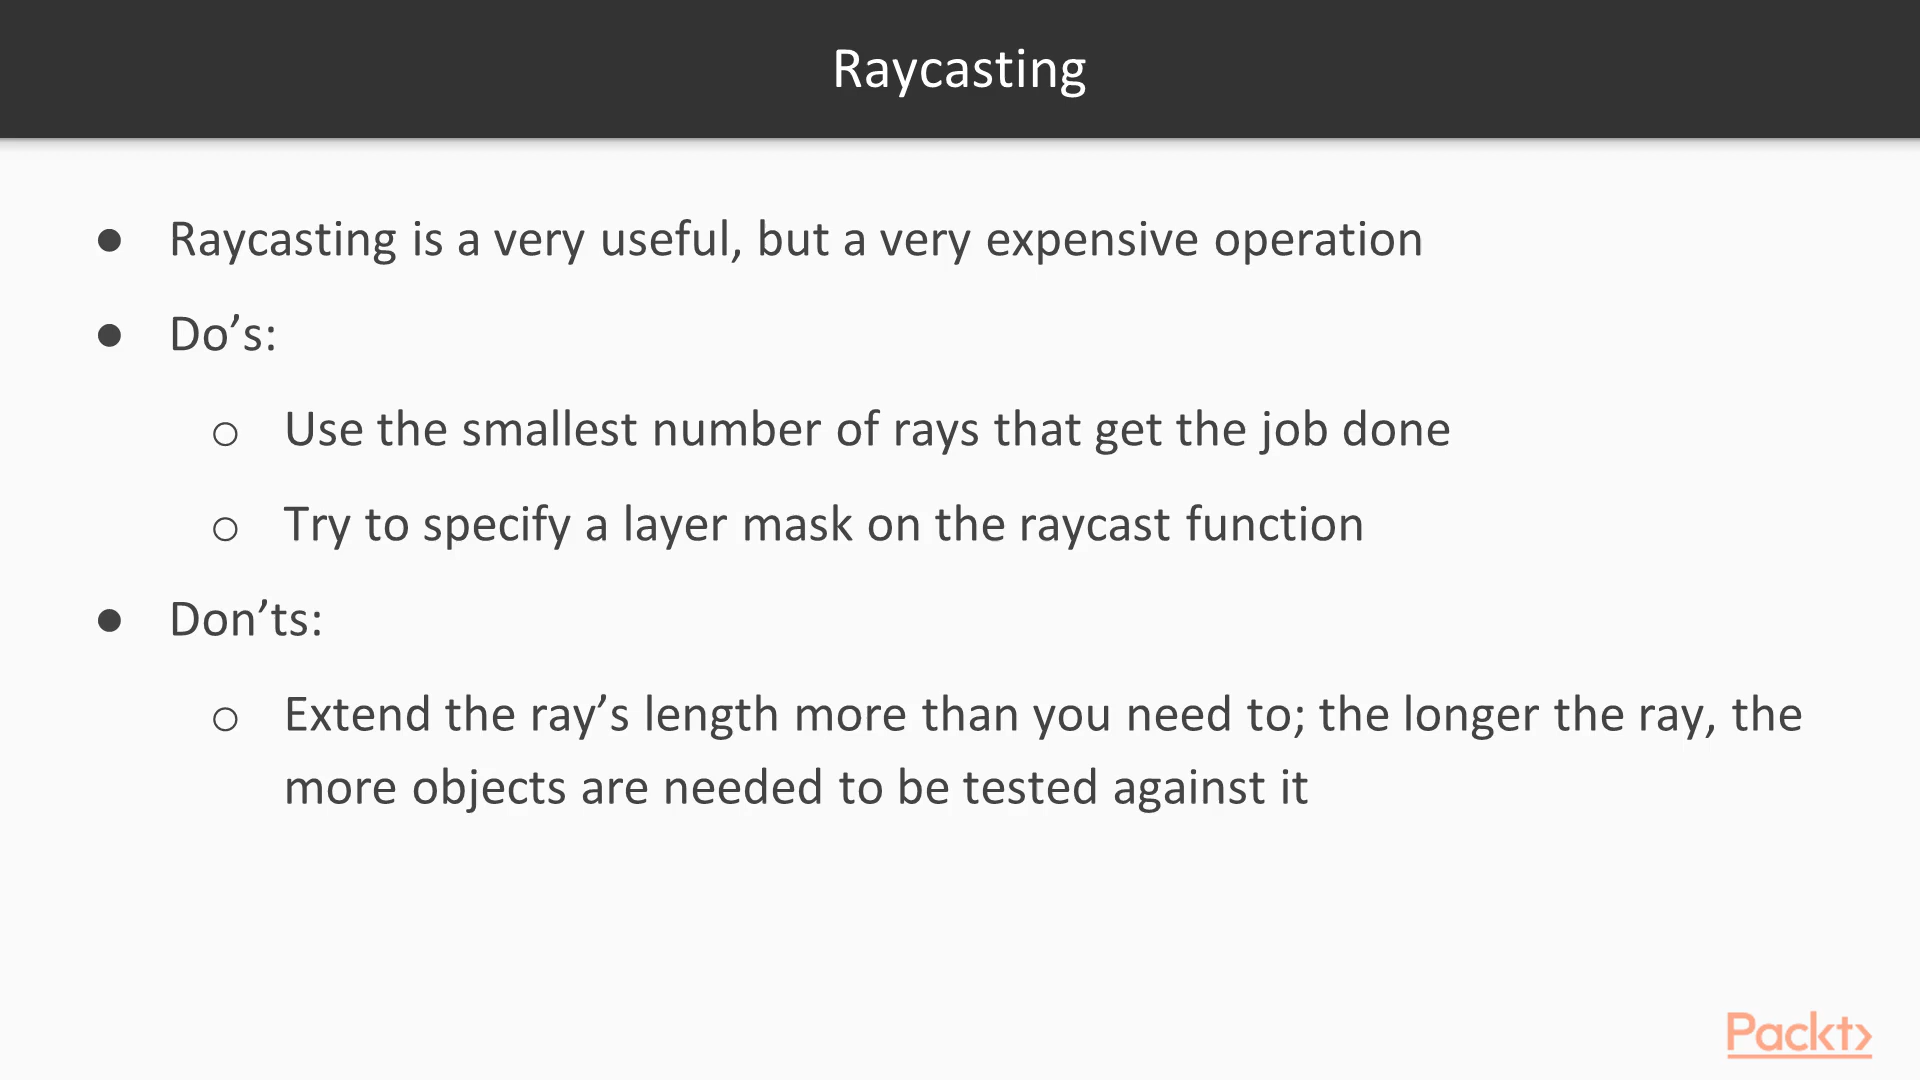 Raycasting
● Raycasting is a very useful, but a very expensive operation
● Do’s:
○ Use the smallest number of rays that get the job done
○ Try to specify a layer mask on the raycast function
● Don’ts:
○ Extend the ray’s length more than you need to; the longer the ray, the
more objects are needed to be tested against it
Packt>